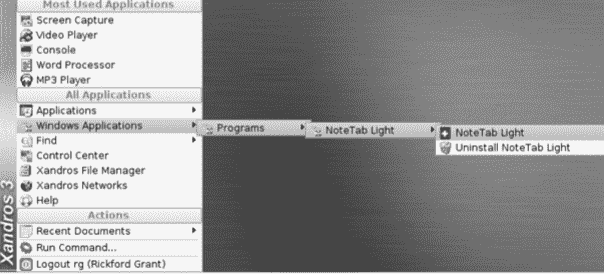 Most Used Applications
Screen Capture
Video Player
Console
Word Processor
MP3 Player
All Applications
Applications
Windows Applications
Programs
NoteTab Light
NoteTab Light
Uninstall NoteTab Light
Find
Control Center
Xandros File Manager
Xandros Networks
Help
Actions
Recent Documents
Run Command...
Logout rg (Rickford Grant)
Xandros 3